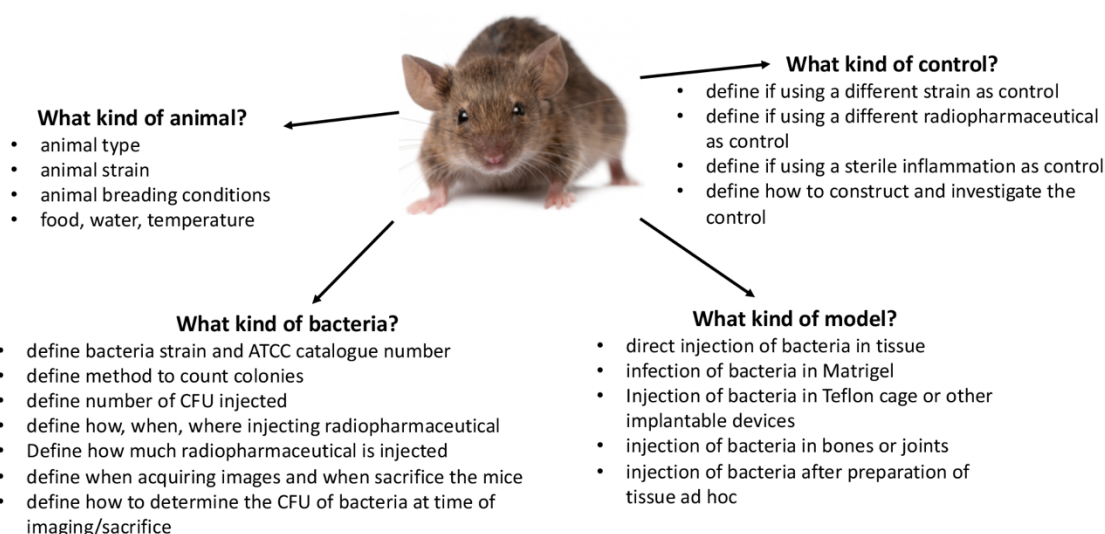 What kind of animal?
• animal type
• animal strain
• animal breading conditions
• food, water, temperature
What kind of control?
• define if using a different strain as control
• define if using a different radiopharmaceutical
as control
• define if using a sterile inflammation as control
• define how to construct and investigate the
control
What kind of bacteria?
• define bacteria strain and ATCC catalogue number
• define method to count colonies
• define number of CFU injected
• define how, when, where injecting radiopharmaceutical
• Define how much radiopharmaceutical is injected
• define when acquiring images and when sacrifice the mice
• define how to determine the CFU of bacteria at time of
imaging/sacrifice
What kind of model?
• direct injection of bacteria in tissue
• infection of bacteria in Matrigel
• Injection of bacteria in Teflon cage or other
implantable devices
• injection of bacteria in bones or joints
• injection of bacteria after preparation of
tissue ad hoc